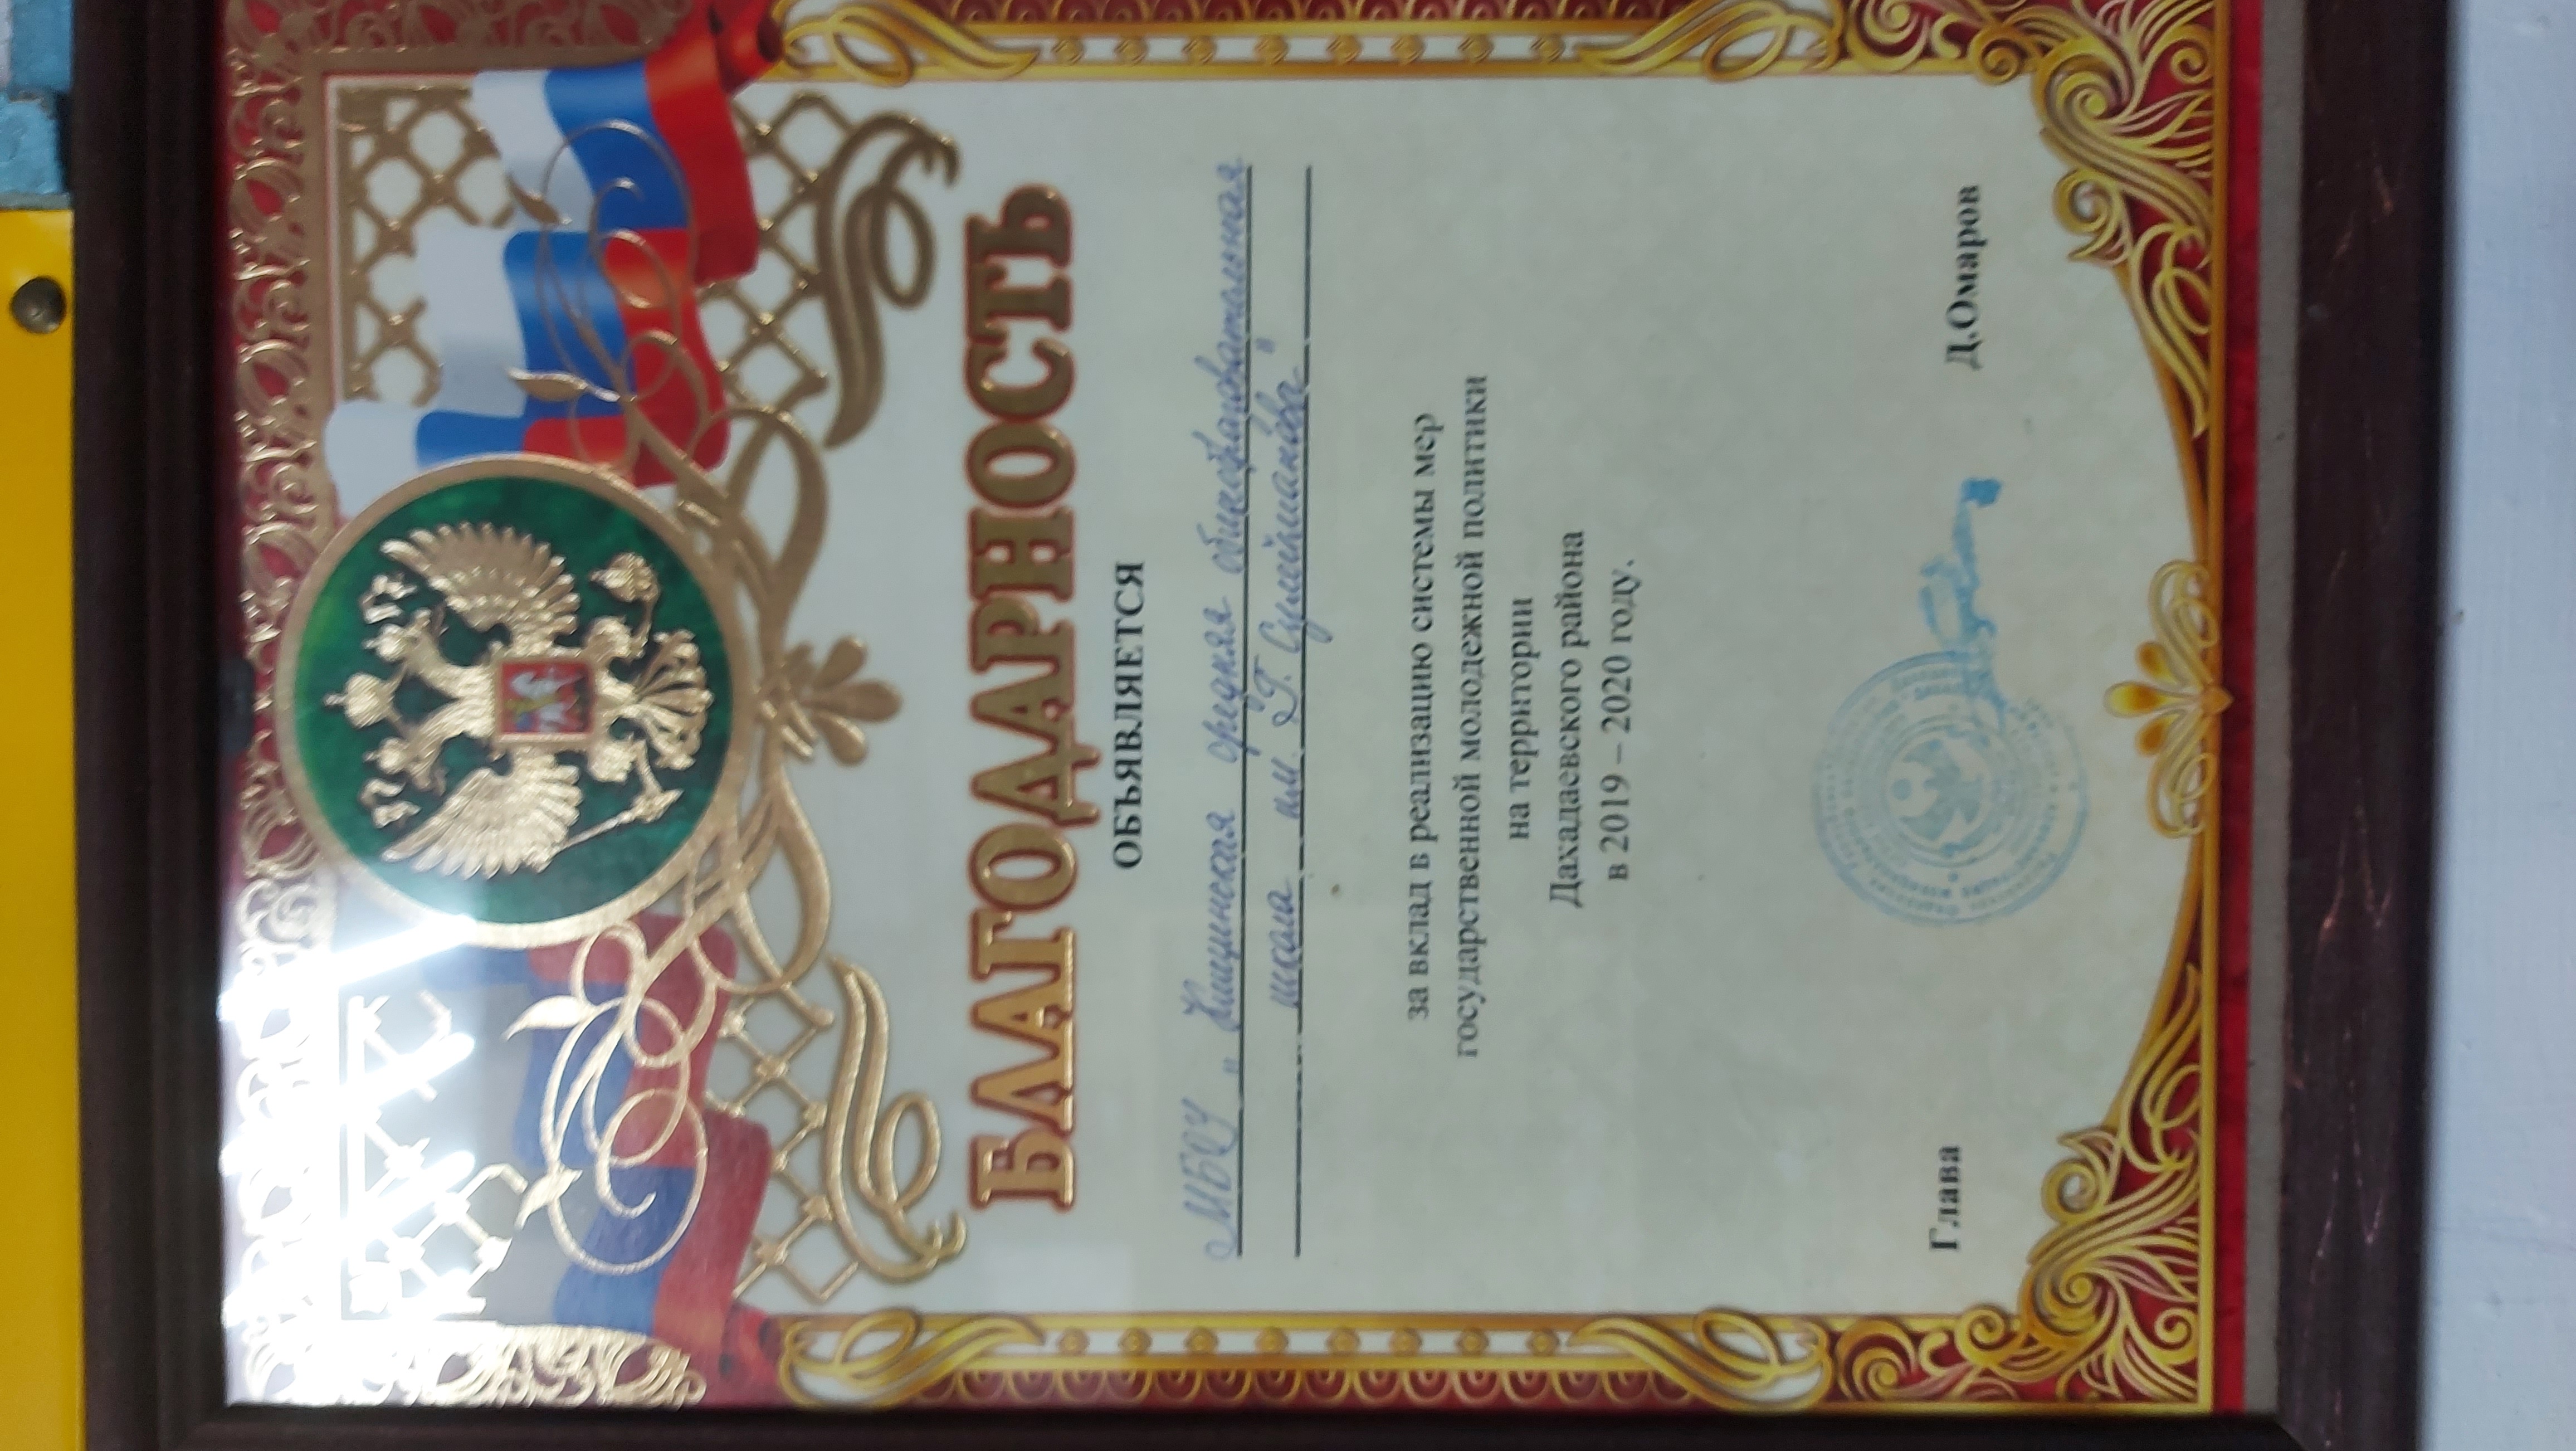 БЛАГОДАРНОСТЬ
ОБЪЯВЛЯЕТСЯ
МБОУ „Кищинская средняя общеобразовательная
школа им. Г. Сулейманова"
за вклад в реализацию системы мер
государственной молодежной политики
на территории
Дахадаевского района
в 2019 – 2020 году.
Глава Д.Омаров